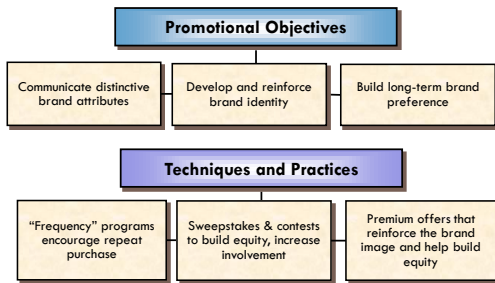 Promotional Objectives
Communicate distinctive
brand attributes
Develop and reinforce
brand identity
Build long-term brand
preference
Techniques and Practices
“Frequency” programs
encourage repeat
purchase
Sweepstakes & contests
to build equity, increase
involvement
Premium offers that
reinforce the brand
image and help build
equity